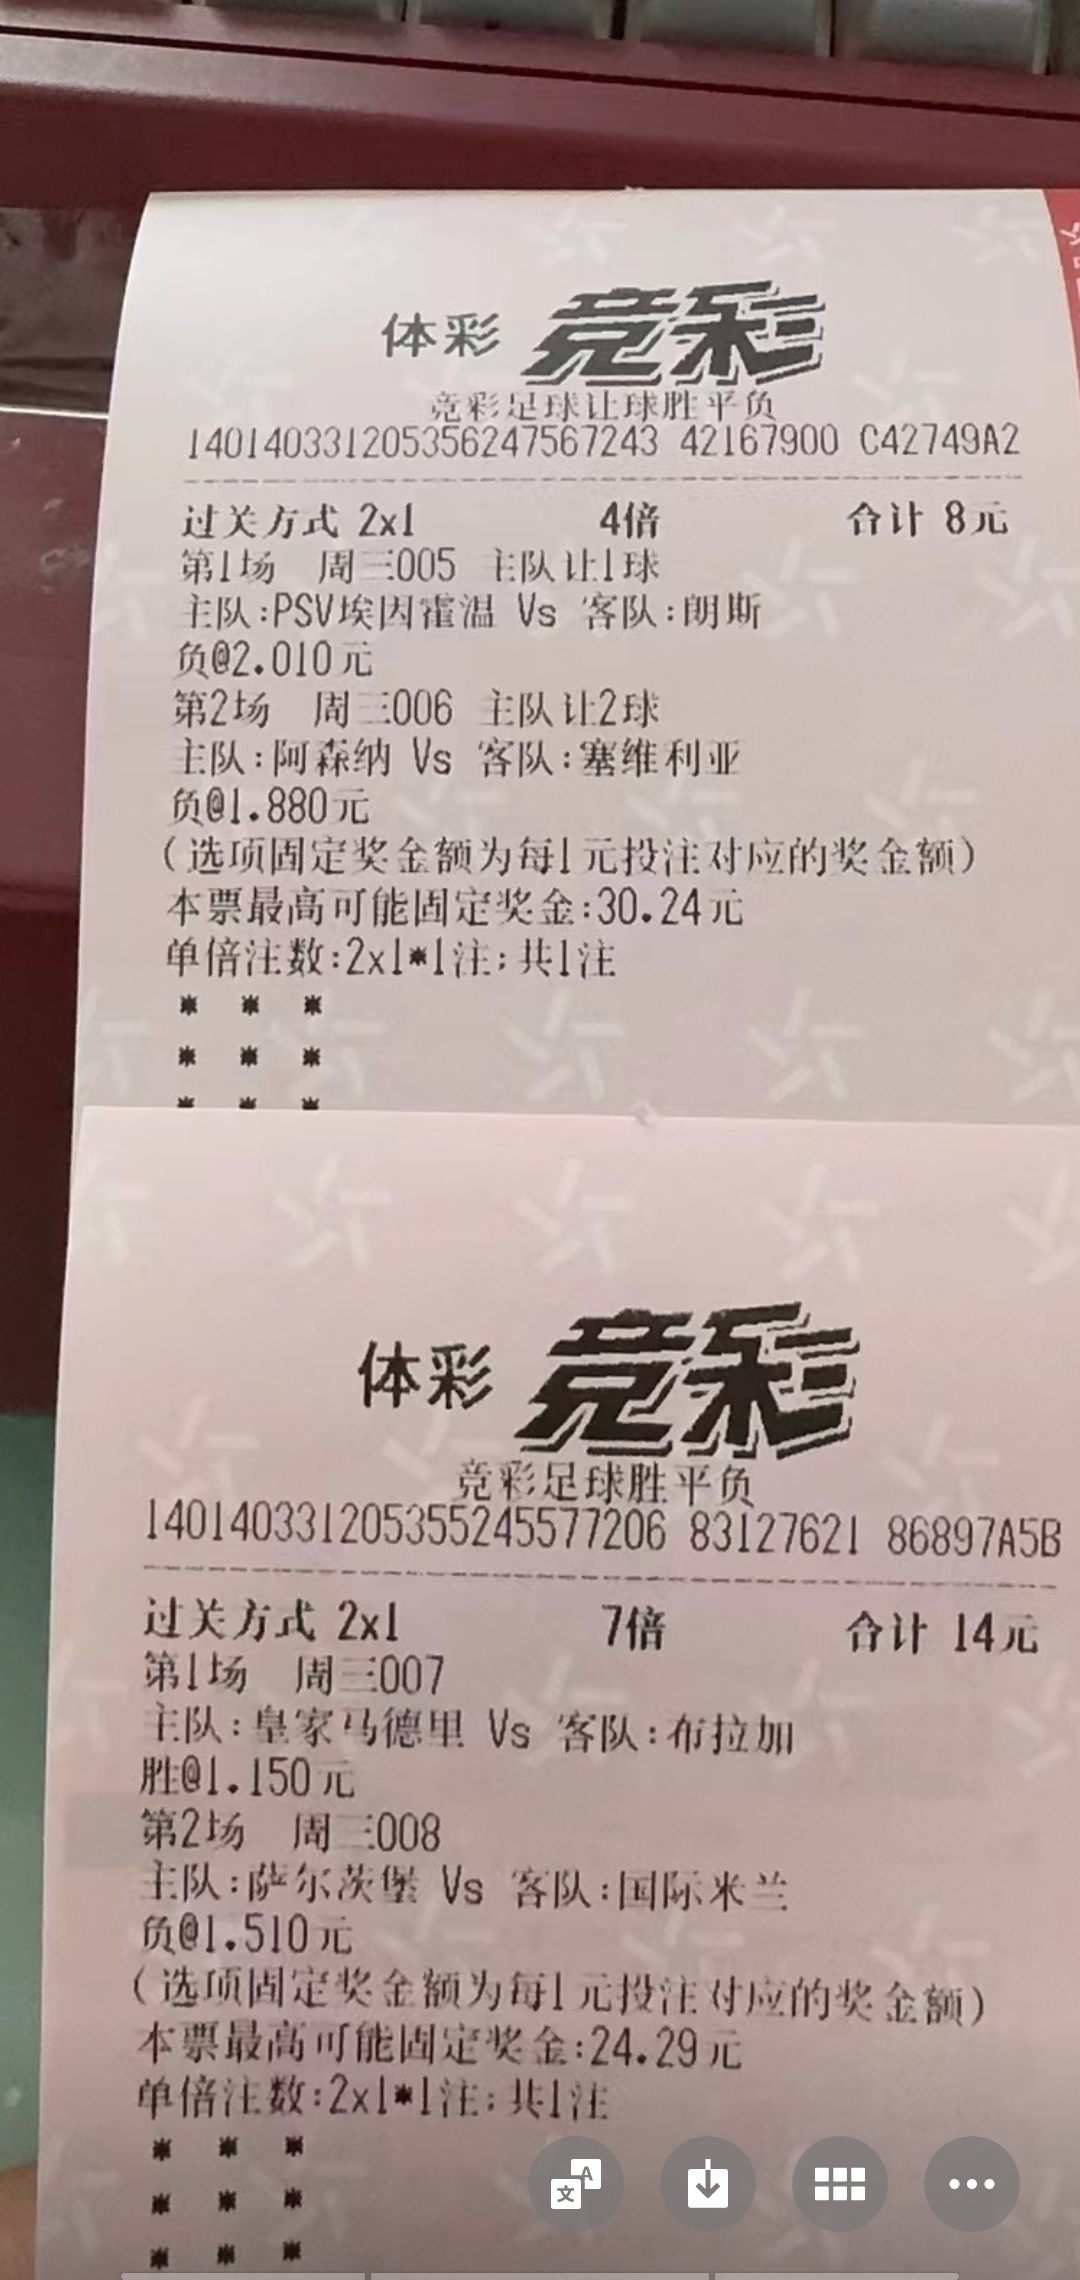 体彩 竞彩
竞彩足球让球胜平负
140140331205356247567243 42167900 C42749A2
过关方式 2x1 4倍 合计 8元
第1场 周三005 主队让1球
主队:PSV埃因霍温 Vs 客队:朗斯
负@2.010元
第2场 周三006 主队让2球
主队:阿森纳 Vs 客队:塞维利亚
负@1.880元
(选项固定奖金额为每1元投注对应的奖金额)
本票最高可能固定奖金:30.24元
单倍注数:2x1*1注;共1注
* * *
* * *
* * *
体彩 竞彩
竞彩足球胜平负
140140331205355245577206 83127621 86897A5B
过关方式 2x1 7倍 合计 14元
第1场 周三007
主队:皇家马德里 Vs 客队:布拉加
胜@1.150元
第2场 周三008
主队:萨尔茨堡 Vs 客队:国际米兰
负@1.510元
(选项固定奖金额为每1元投注对应的奖金额)
本票最高可能固定奖金:24.29元
单倍注数:2x1*1注;共1注
* * *
* * *
* * *